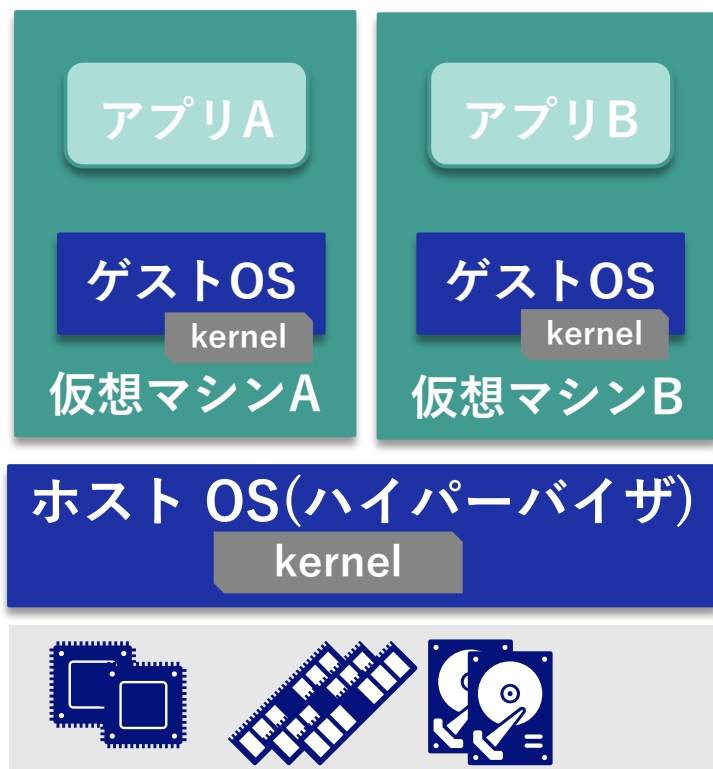 アプリA
アプリB
ゲストOS
kernel
ゲストOS
kernel
仮想マシンA
仮想マシンB
ホスト OS(ハイパーバイザ)
kernel